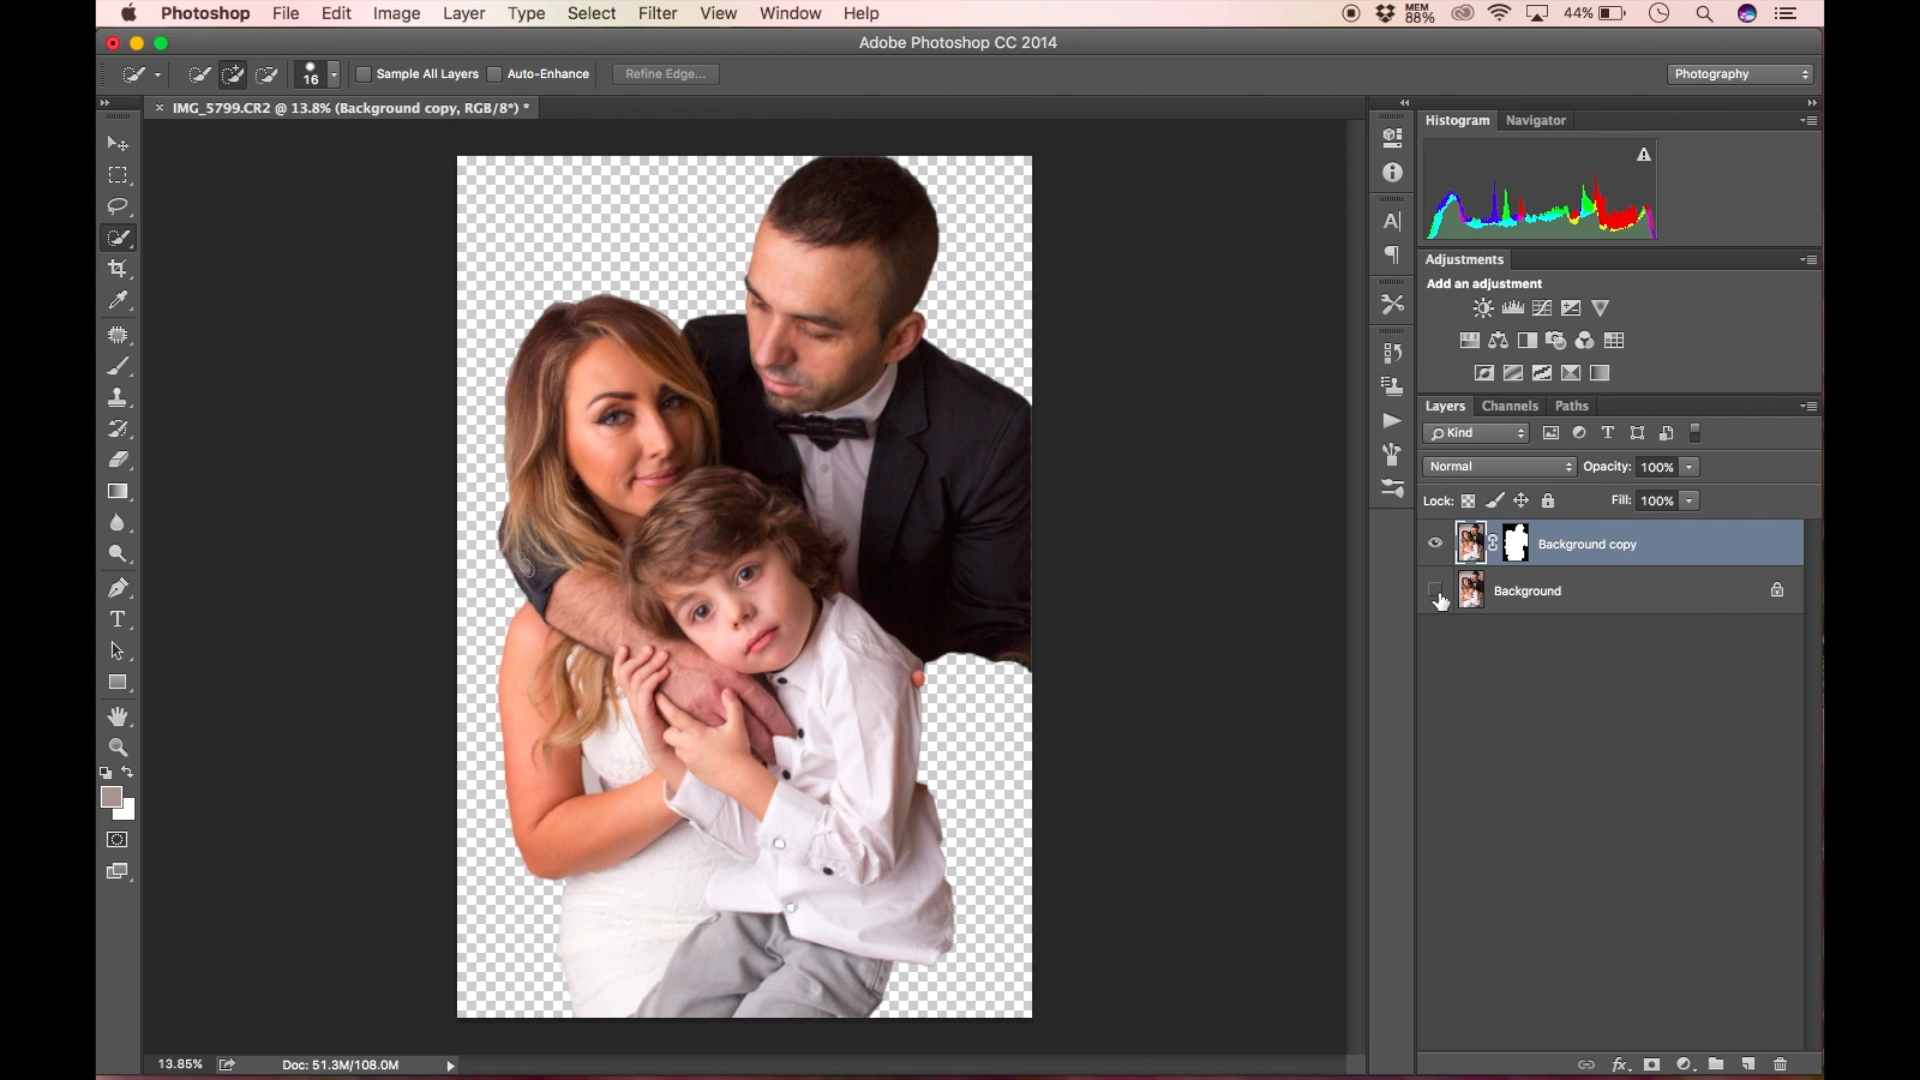 Photoshop File Edit Image Layer Type Select Filter View Window Help MEM 88% 44%
Adobe Photoshop CC 2014
16 Sample All Layers Auto-Enhance Refine Edge... Photography
IMG_5799.CR2 @ 13.8% (Background copy, RGB/8*) *
Histogram Navigator
Adjustments
Add an adjustment
Layers Channels Paths
Kind
Normal Opacity: 100%
Lock: Fill: 100%
Background copy
Background
13.85% Doc: 51.3M/108.0M